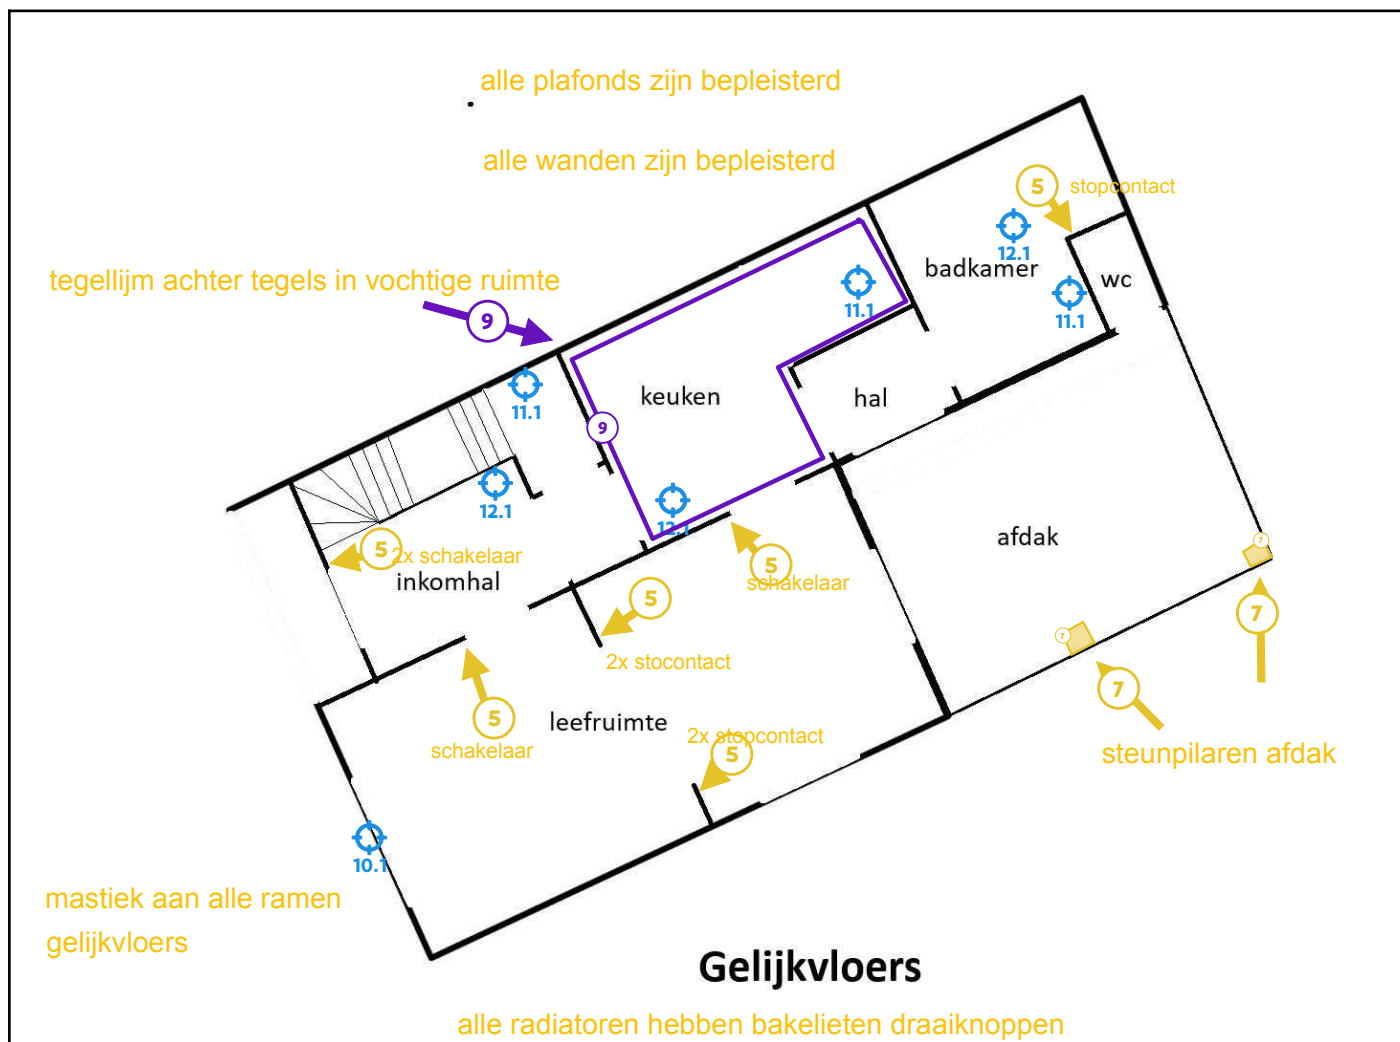 alle plafonds zijn bepleisterd
alle wanden zijn bepleisterd
5 stopcontact
12.1
badkamer
wc
tegellijm achter tegels in vochtige ruimte
9
11.1
11.1
11.1
keuken
hal
9
12.1
12.1
afdak
5 2x schakelaar
inkomhal
5
schakelaar
7
5
7
7
2x stocontact
7
5
leefruimte
schakelaar
2x stopcontact
5
steunpilaren afdak
10.1
mastiek aan alle ramen
gelijkvloers
Gelijkvloers
alle radiatoren hebben bakelieten draaiknoppen